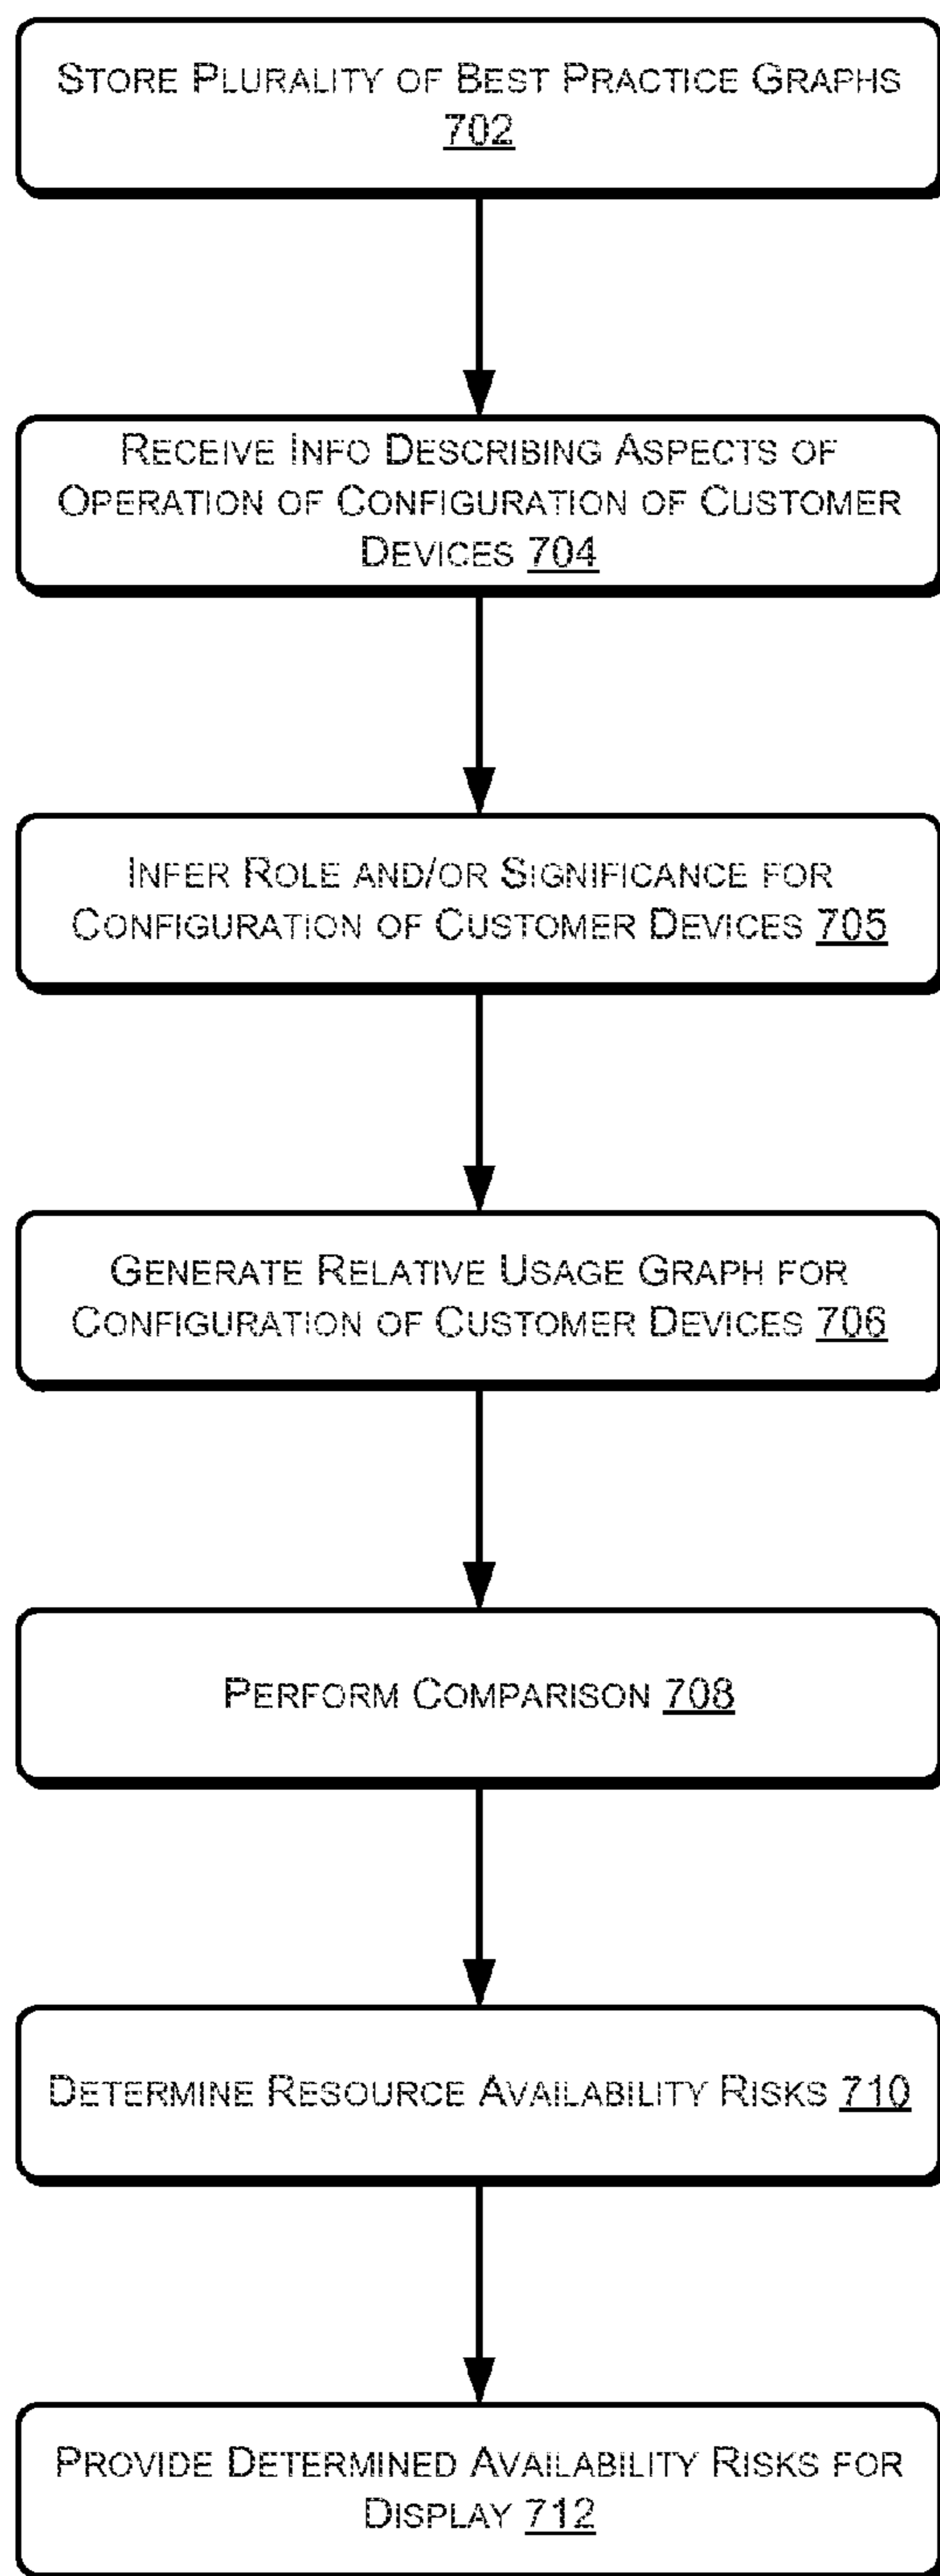 STORE PLURALITY OF BEST PRACTICE GRAPHS
702
RECEIVE INFO DESCRIBING ASPECTS OF
OPERATION OF CONFIGURATION OF CUSTOMER
DEVICES 704
INFER ROLE AND/OR SIGNIFICANCE FOR
CONFIGURATION OF CUSTOMER DEVICES 705
GENERATE RELATIVE USAGE GRAPH FOR
CONFIGURATION OF CUSTOMER DEVICES 706
PERFORM COMPARISON 708
DETERMINE RESOURCE AVAILABILITY RISKS 710
PROVIDE DETERMINED AVAILABILITY RISKS FOR
DISPLAY 712